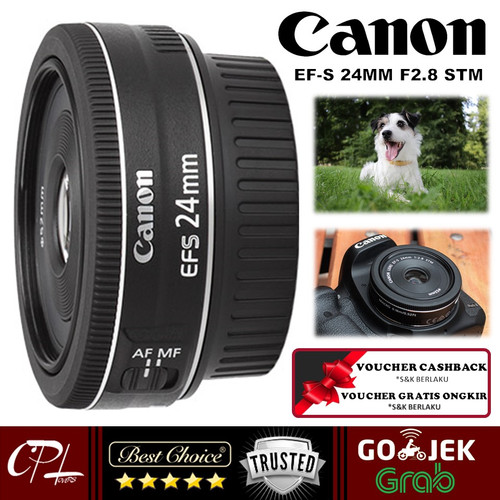 Canon
EF-S 24MM F2.8 STM
Canon
EFS 24mm
AF MF
Canon
VOUCHER CASHBACK
*S&K BERLAKU
VOUCHER GRATIS ONGKIR
*S&K BERLAKU
CPL
Best Choice
TRUSTED
GOJEK
Grab